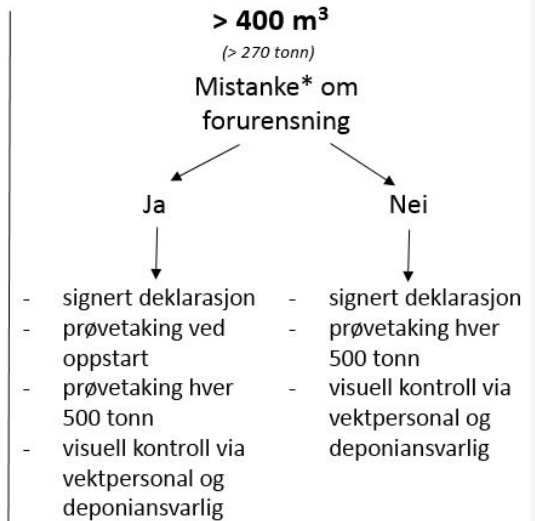 > 400 m³
(> 270 tonn)
Mistanke* om
forurensning
Ja
- signert deklarasjon
- prøvetaking ved
oppstart
- prøvetaking hver
500 tonn
- visuell kontroll via
vektpersonal og
deponiansvarlig
Nei
- signert deklarasjon
- prøvetaking hver
500 tonn
- visuell kontroll via
vektpersonal og
deponiansvarlig